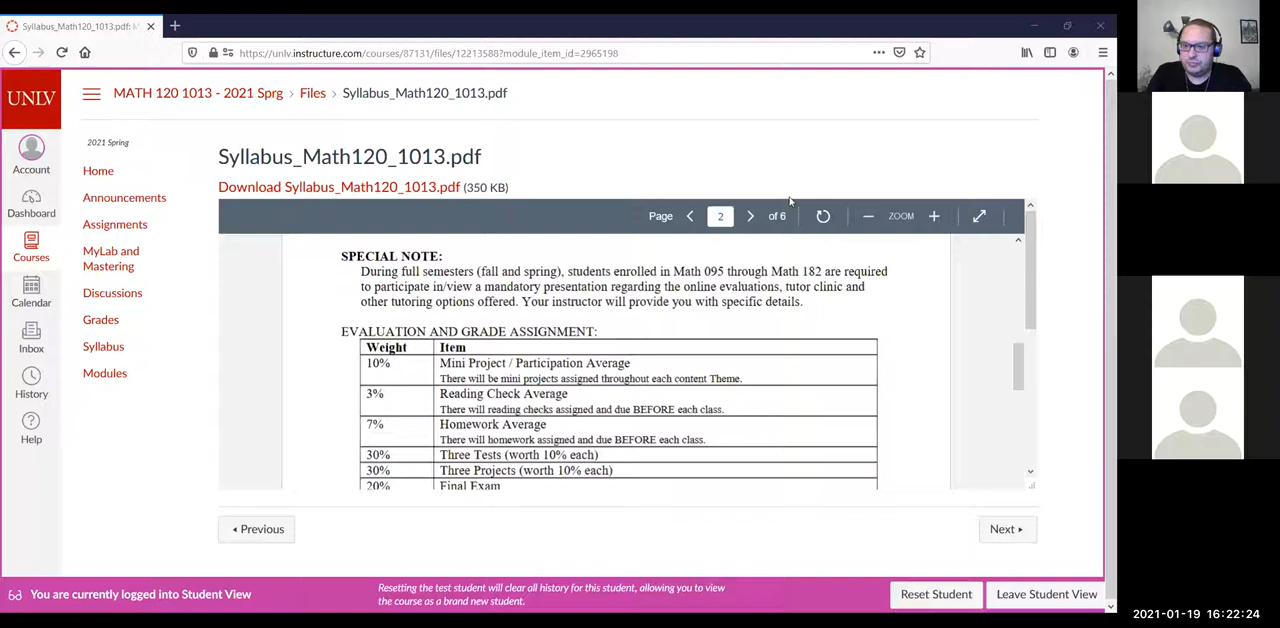 Syllabus_Math120_1013.pdf: M
https://unlv.instructure.com/courses/87131/files/12213588?module_item_id=2965198
UNLV
MATH 120 1013 - 2021 Sprg › Files › Syllabus_Math120_1013.pdf
Account
Dashboard
Courses
Calendar
Inbox
History
Help
2021 Spring
Home
Announcements
Assignments
MyLab and
Mastering
Discussions
Grades
Syllabus
Modules
Syllabus_Math120_1013.pdf
Download Syllabus_Math120_1013.pdf (350 KB)
Page 2 of 6 ZOOM
SPECIAL NOTE:
During full semesters (fall and spring), students enrolled in Math 095 through Math 182 are required
to participate in/view a mandatory presentation regarding the online evaluations, tutor clinic and
other tutoring options offered. Your instructor will provide you with specific details.
EVALUATION AND GRADE ASSIGNMENT:
Weight Item
10% Mini Project / Participation Average
There will be mini projects assigned throughout each content Theme.
3% Reading Check Average
There will reading checks assigned and due BEFORE each class.
7% Homework Average
There will homework assigned and due BEFORE each class.
30% Three Tests (worth 10% each)
30% Three Projects (worth 10% each)
20% Final Exam
Previous
Next
You are currently logged into Student View
Resetting the test student will clear all history for this student, allowing you to view
the course as a brand new student.
Reset Student
Leave Student View
2021-01-19 16:22:24